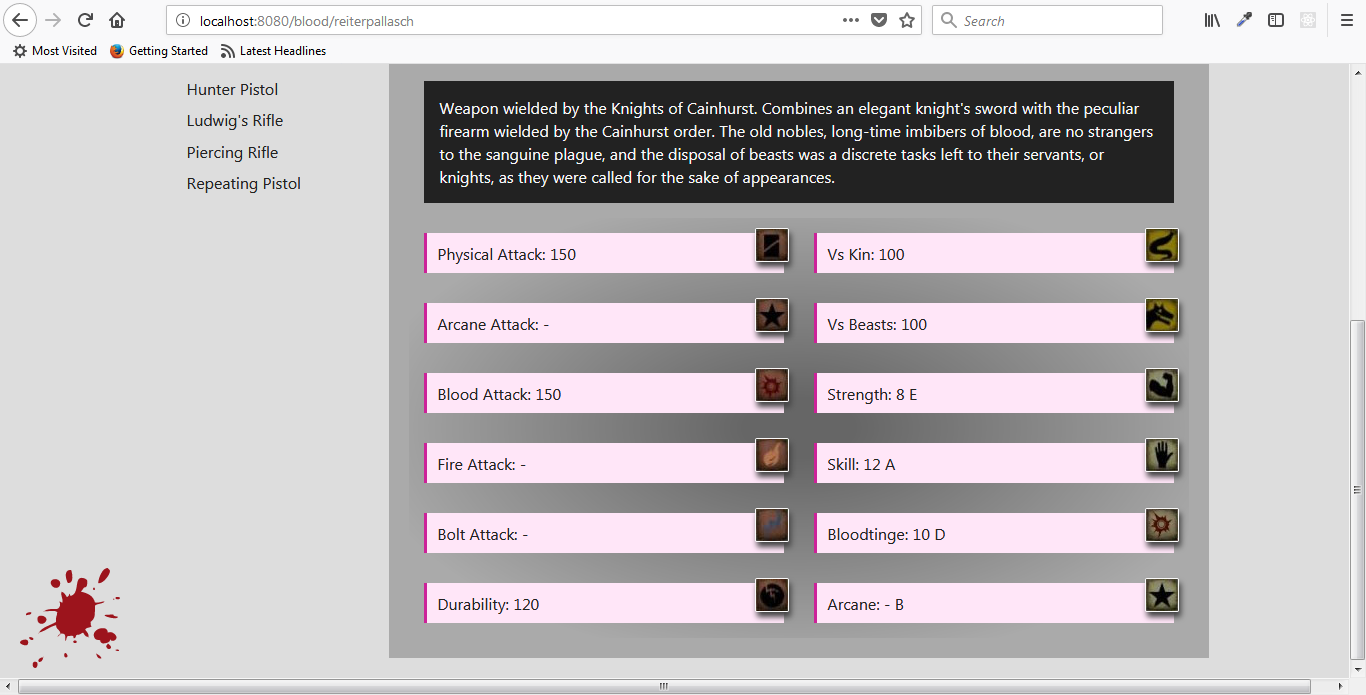 localhost:8080/blood/reiterpallasch
Search
Most Visited
Getting Started
Latest Headlines
Hunter Pistol
Ludwig's Rifle
Piercing Rifle
Repeating Pistol
Weapon wielded by the Knights of Cainhurst. Combines an elegant knight's sword with the peculiar
firearm wielded by the Cainhurst order. The old nobles, long-time imbibers of blood, are no strangers
to the sanguine plague, and the disposal of beasts was a discrete tasks left to their servants, or
knights, as they were called for the sake of appearances.
Physical Attack: 150
Vs Kin: 100
Arcane Attack: -
Vs Beasts: 100
Blood Attack: 150
Strength: 8 E
Fire Attack: -
Skill: 12 A
Bolt Attack: -
Bloodtinge: 10 D
Durability: 120
Arcane: - B